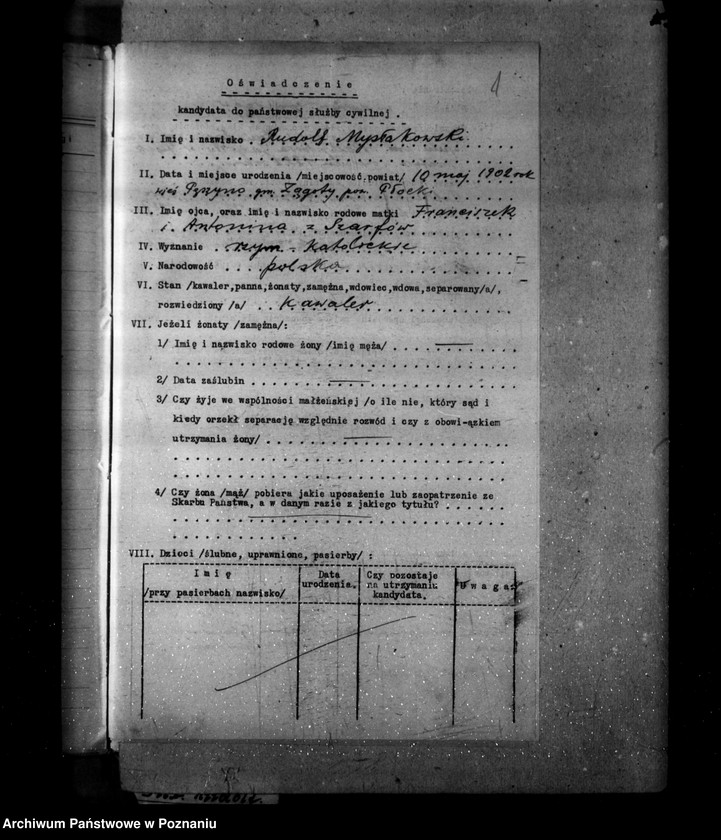 1
Oświadczenie
kandydata do państwowej służby cywilnej.
I. Imię i nazwisko . Rudolf Mysłakowski
II. Data i miejsce urodzenia /miejscowość powiat/ 10 maj 1902 rok
wieś gm. Zagoty pow. Płock
III. Imię ojca, oraz imię i nazwisko rodowe matki Franciszek
i Antonina z Szarfów
IV. Wyznanie . rzym-katolickie
V. Narodowość . . . polska
VI. Stan /kawaler,panna,żonaty,zamężna,wdowiec,wdowa,separowany/a/,
rozwiedziony /a/ . . kawaler
VII. Jeżeli żonaty /zamężna/:
1/ Imię i nazwisko rodowe żony /imię męża/ . . .
2/ Data zaślubin . . .
3/ Czy żyje we wspólności małżeńskiej /o ile nie, który sąd i
kiedy orzekł separację względnie rozwód i czy z obowi-ązkiem
utrzymania żony/ . . .
4/ Czy żona /mąż/ pobiera jakie uposażenie lub zaopatrzenie ze
Skarbu Państwa, a w danym razie z jakiego tytułu? . . .
VIII. Dzieci /ślubne, uprawnione, pasierby/ :
Imię
/przy pasierbach nazwisko/
Data
urodzenia.
Czy pozostaje
na utrzymaniu
kandydata.
Uwaga
Archiwum Państwowe w Poznaniu